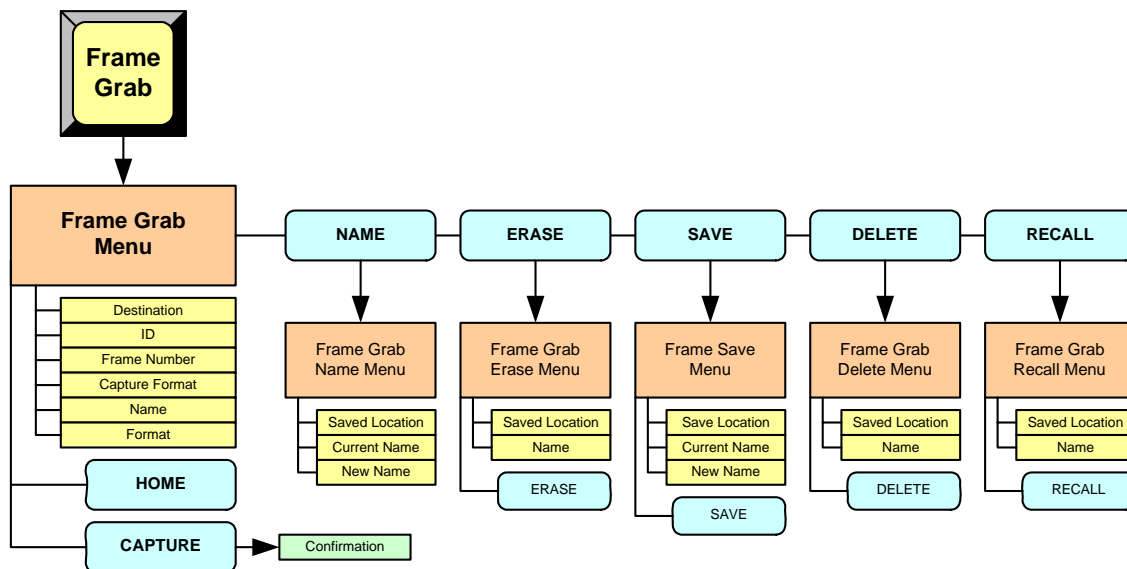 Frame
Grab
Frame Grab
Menu
NAME
ERASE
SAVE
DELETE
RECALL
Destination
ID
Frame Number
Capture Format
Name
Format
HOME
CAPTURE
Confirmation
Frame Grab
Name Menu
Saved Location
Current Name
New Name
Frame Grab
Erase Menu
Saved Location
Name
ERASE
Frame Save
Menu
Save Location
Current Name
New Name
SAVE
Frame Grab
Delete Menu
Saved Location
Name
DELETE
Frame Grab
Recall Menu
Saved Location
Name
RECALL